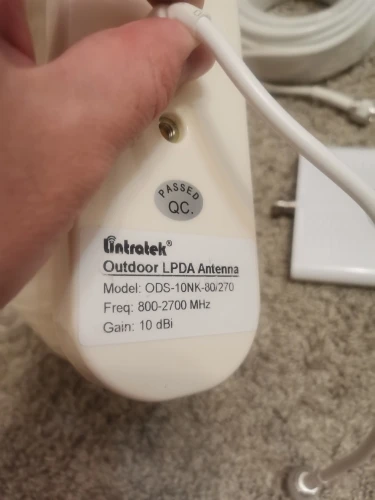 PASSED
QC.
Lintratek®
Outdoor LPDA Antenna
Model: ODS-10NK-80/270
Freq: 800-2700 MHz
Gain: 10 dBi